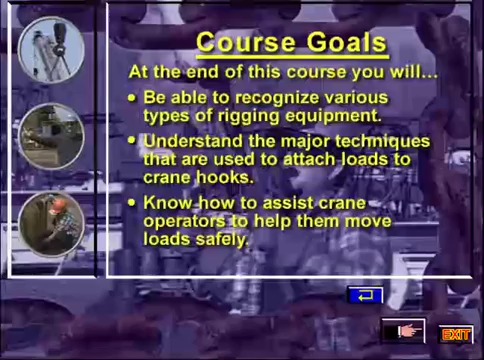 Course Goals
At the end of this course you will...
• Be able to recognize various
types of rigging equipment.
• Understand the major techniques
that are used to attach loads to
crane hooks.
• Know how to assist crane
operators to help them move
loads safely.
EXIT